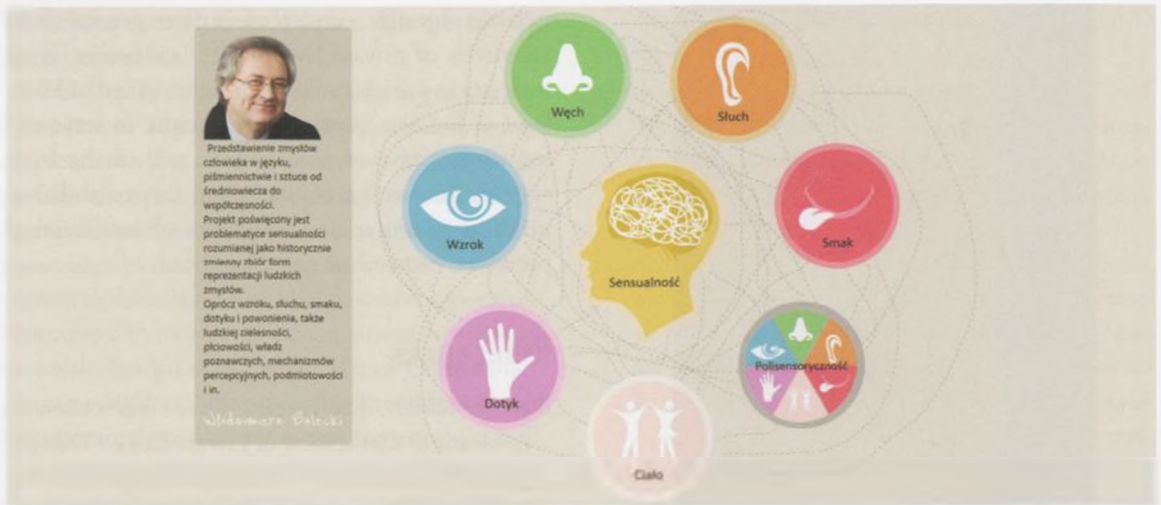 Przedstawienie zmysłów
człowieka w języku,
piśmiennictwie i sztuce od
średniowiecza do
współczesności.
Projekt poświęcony jest
problematyce sensualności
rozumianej jako historycznie
zmienny zbiór form
reprezentacji ludzkich
zmysłów.
Oprócz wzroku, słuchu, smaku,
dotyku i powonienia, także
ludzkiej cielesności,
płciowości, władz
poznawczych, mechanizmów
percepcyjnych, podmiotowości
i in.
Włodzimierz Bolecki
Węch
Słuch
Wzrok
Smak
Sensualność
Dotyk
Polisensoryczność
Ciało